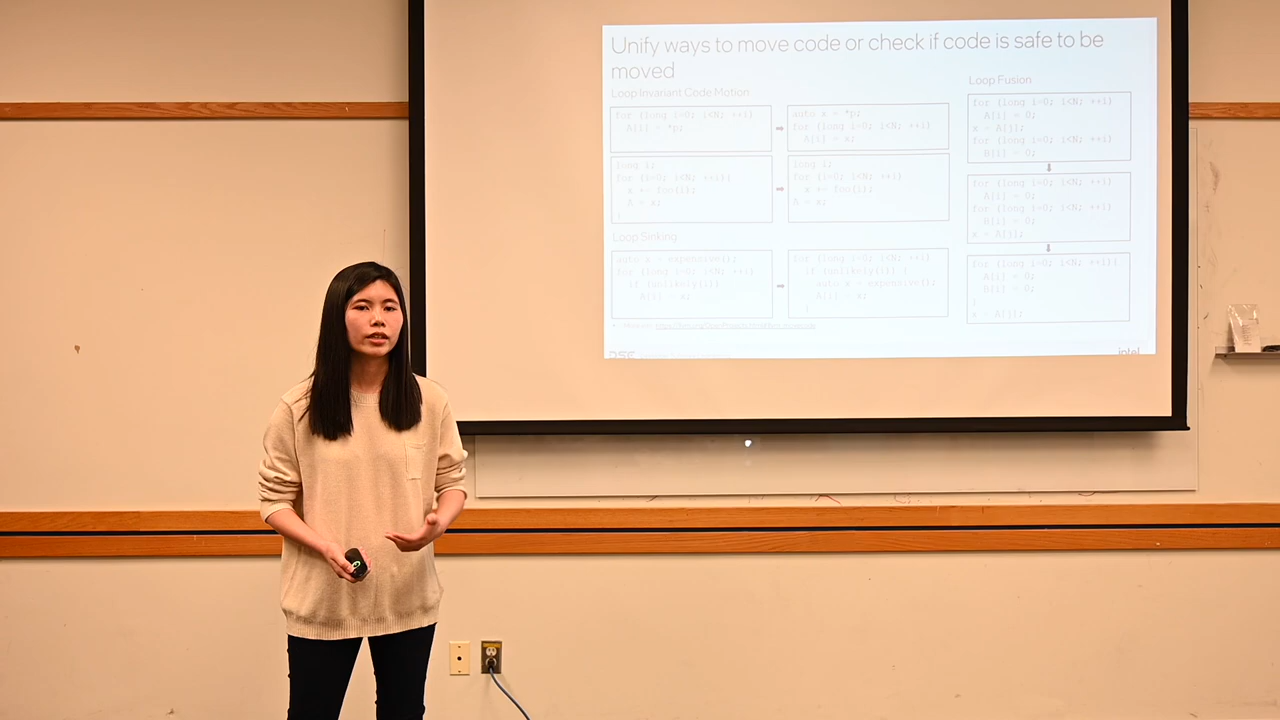 Unify ways to move code or check if code is safe to be
moved
Loop Invariant Code Motion
for (long i=0; i<N; ++i)
A[i] = *p;
auto x = *p;
for (long i=0; i<N; ++i)
A[i] = x;
long i;
for (i=0; i<N; ++i){
x += foo(i);
A = x;
}
long i;
for (i=0; i<N; ++i)
x += foo(i);
A = x;
Loop Sinking
auto x = expensive();
for (long i=0; i<N; ++i)
if (unlikely(i))
A[i] = x;
for (long i=0; i<N; ++i)
if (unlikely(i)) {
auto x = expensive();
A[i] = x;
}
Loop Fusion
for (long i=0; i<N; ++i)
A[i] = 0;
x = A[j];
for (long i=0; i<N; ++i)
B[i] = 0;
for (long i=0; i<N; ++i)
A[i] = 0;
for (long i=0; i<N; ++i)
B[i] = 0;
x = A[j];
for (long i=0; i<N; ++i){
A[i] = 0;
B[i] = 0;
}
x = A[j];
intel